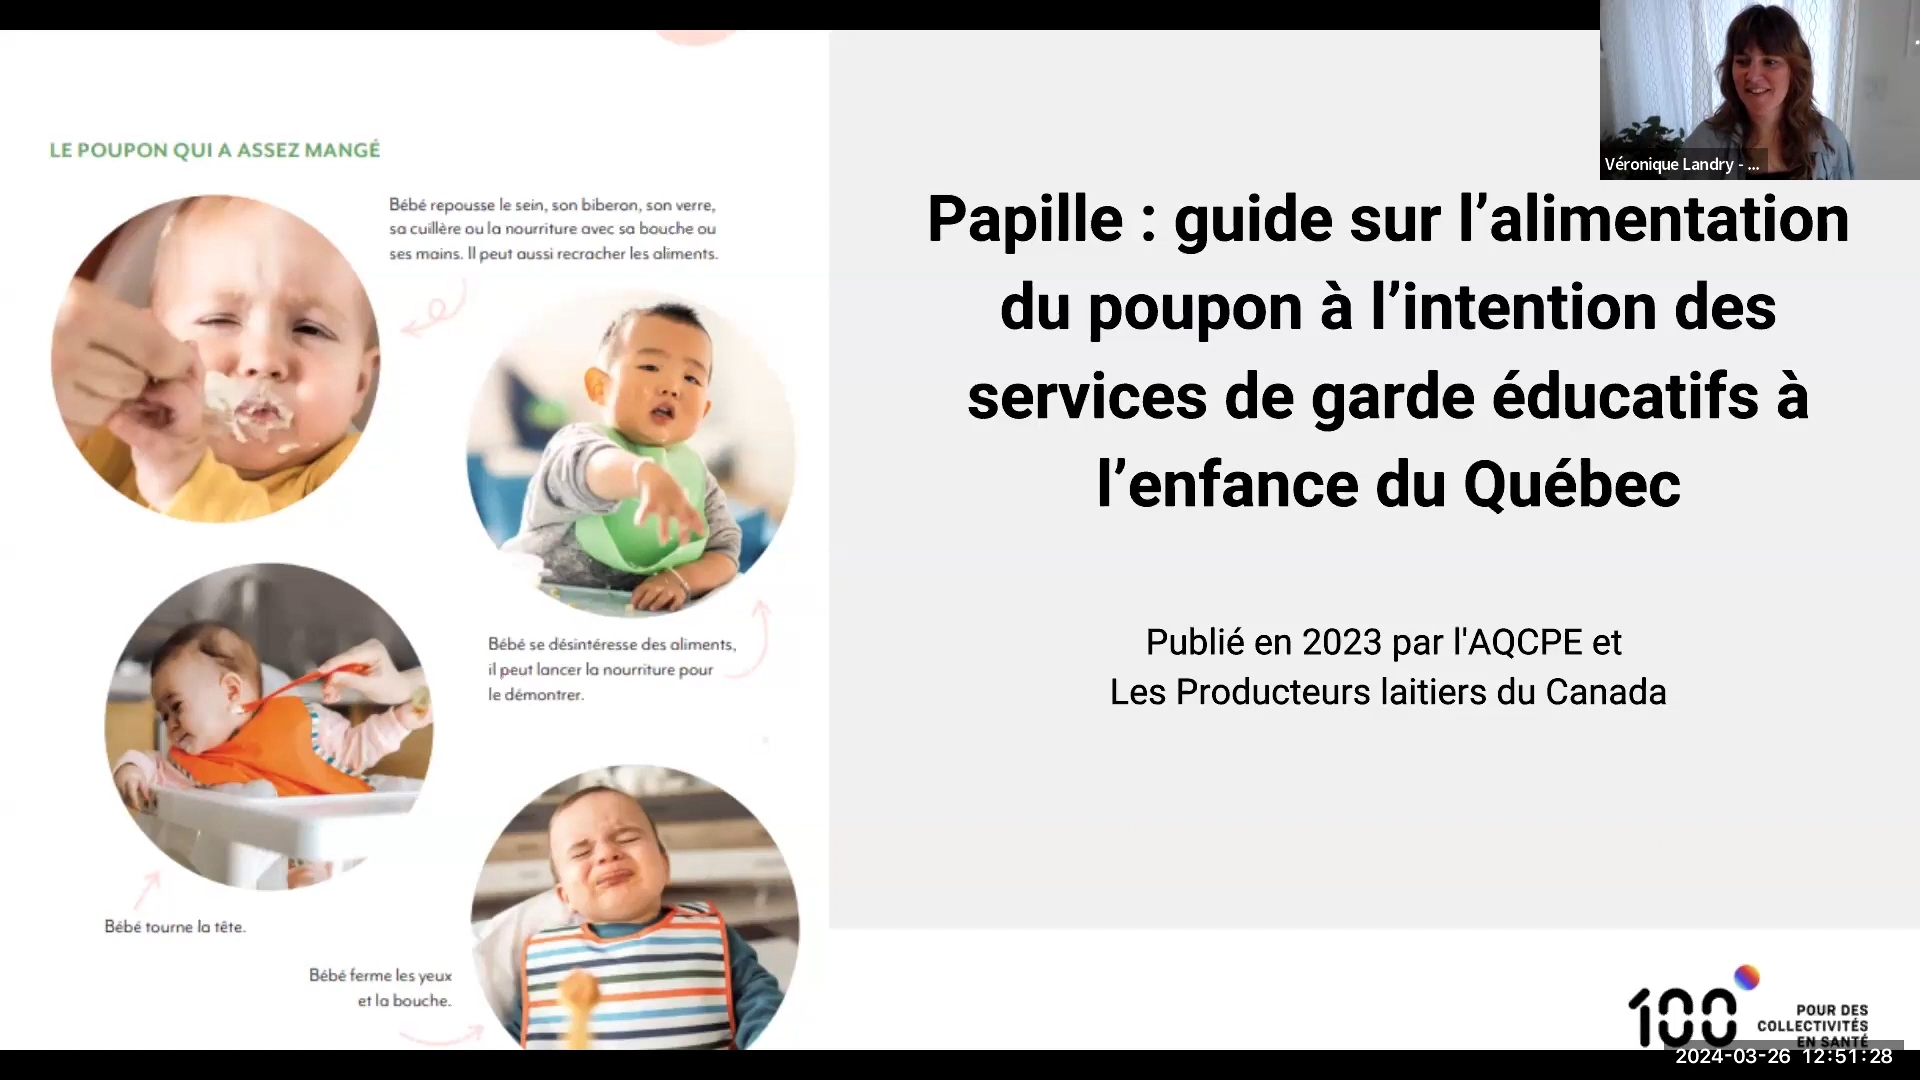 LE POUPON QUI A ASSEZ MANGÉ
Bébé repousse le sein, son biberon, son verre,
sa cuillère ou la nourriture avec sa bouche ou
ses mains. Il peut aussi recracher les aliments.
Bébé se désintéresse des aliments,
il peut lancer la nourriture pour
le démontrer.
Bébé tourne la tête.
Bébé ferme les yeux
et la bouche.
Véronique Landry - ...
Papille : guide sur l’alimentation
du poupon à l’intention des
services de garde éducatifs à
l’enfance du Québec
Publié en 2023 par l'AQCPE et
Les Producteurs laitiers du Canada
100°
POUR DES
COLLECTIVITÉS
EN SANTÉ
2024-03-26 12:51:28